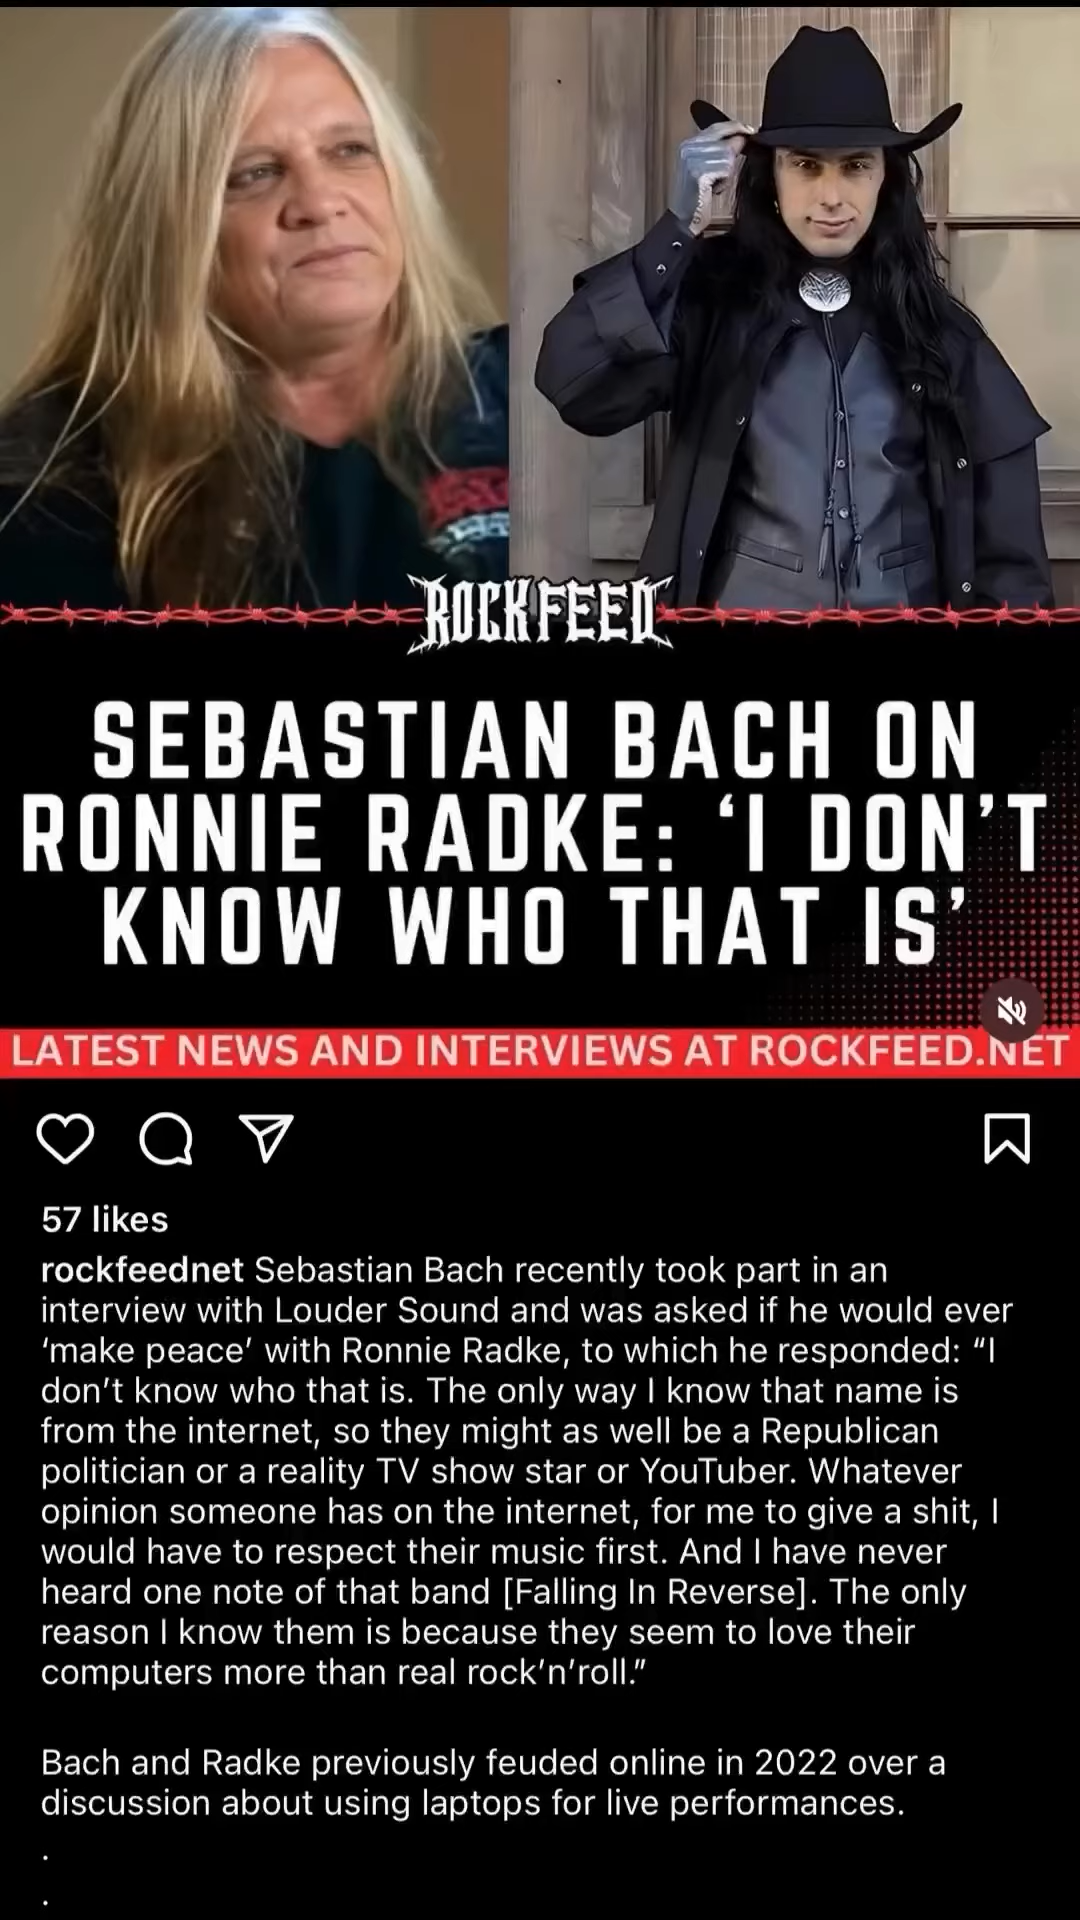 ROCKFEED
SEBASTIAN BACH ON
RONNIE RADKE: ‘I DON’T
KNOW WHO THAT IS’
LATEST NEWS AND INTERVIEWS AT ROCKFEED.NET
57 likes
rockfeednet Sebastian Bach recently took part in an
interview with Louder Sound and was asked if he would ever
‘make peace’ with Ronnie Radke, to which he responded: “I
don’t know who that is. The only way I know that name is
from the internet, so they might as well be a Republican
politician or a reality TV show star or YouTuber. Whatever
opinion someone has on the internet, for me to give a shit, I
would have to respect their music first. And I have never
heard one note of that band [Falling In Reverse]. The only
reason I know them is because they seem to love their
computers more than real rock’n’roll.”
Bach and Radke previously feuded online in 2022 over a
discussion about using laptops for live performances.
.
.